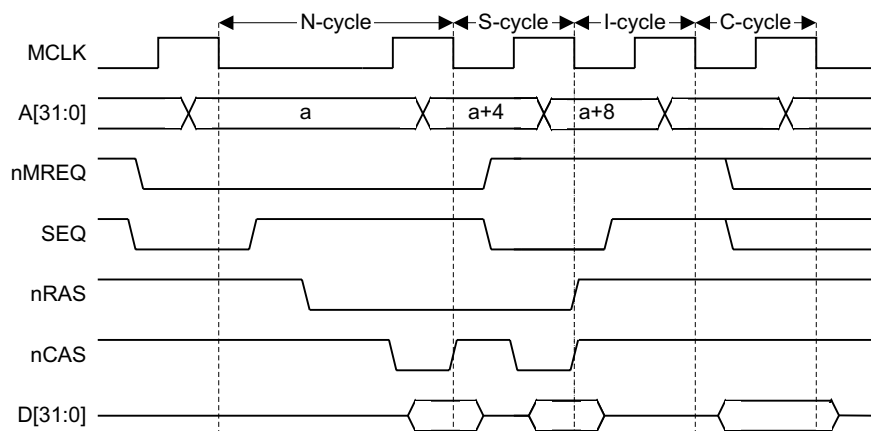 N-cycle S-cycle I-cycle C-cycle
MCLK
A[31:0] a a+4 a+8
nMREQ
SEQ
nRAS
nCAS
D[31:0]